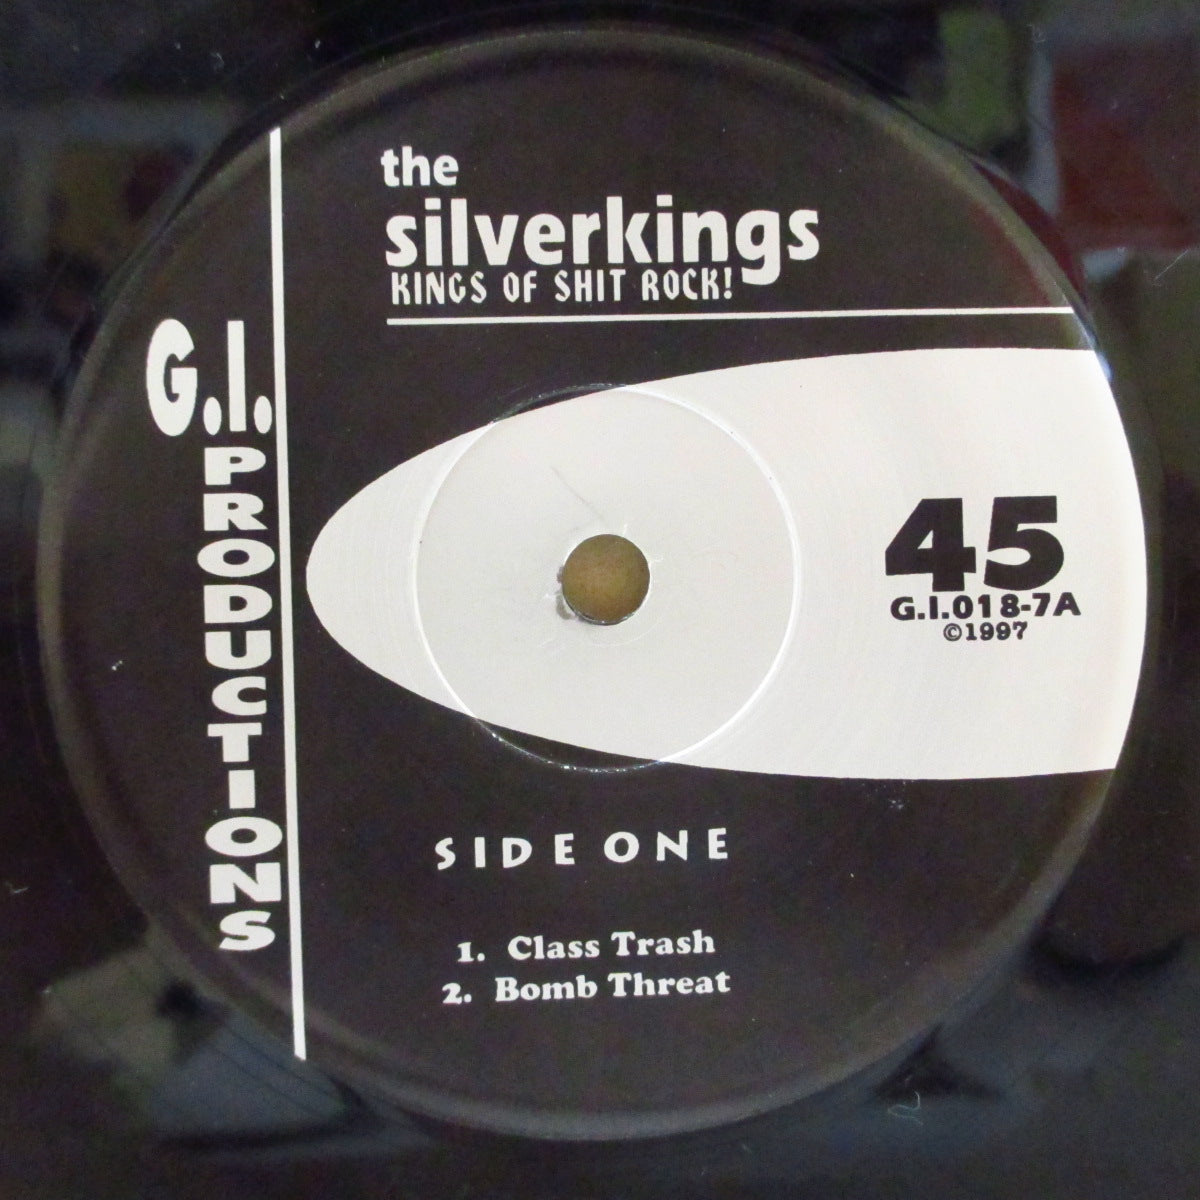 the
silverkings
KINGS OF SHIT ROCK!
G.I.
PRODUCTIONS
45
G.I.018-7A
©1997
SIDE ONE
1. Class Trash
2. Bomb Threat